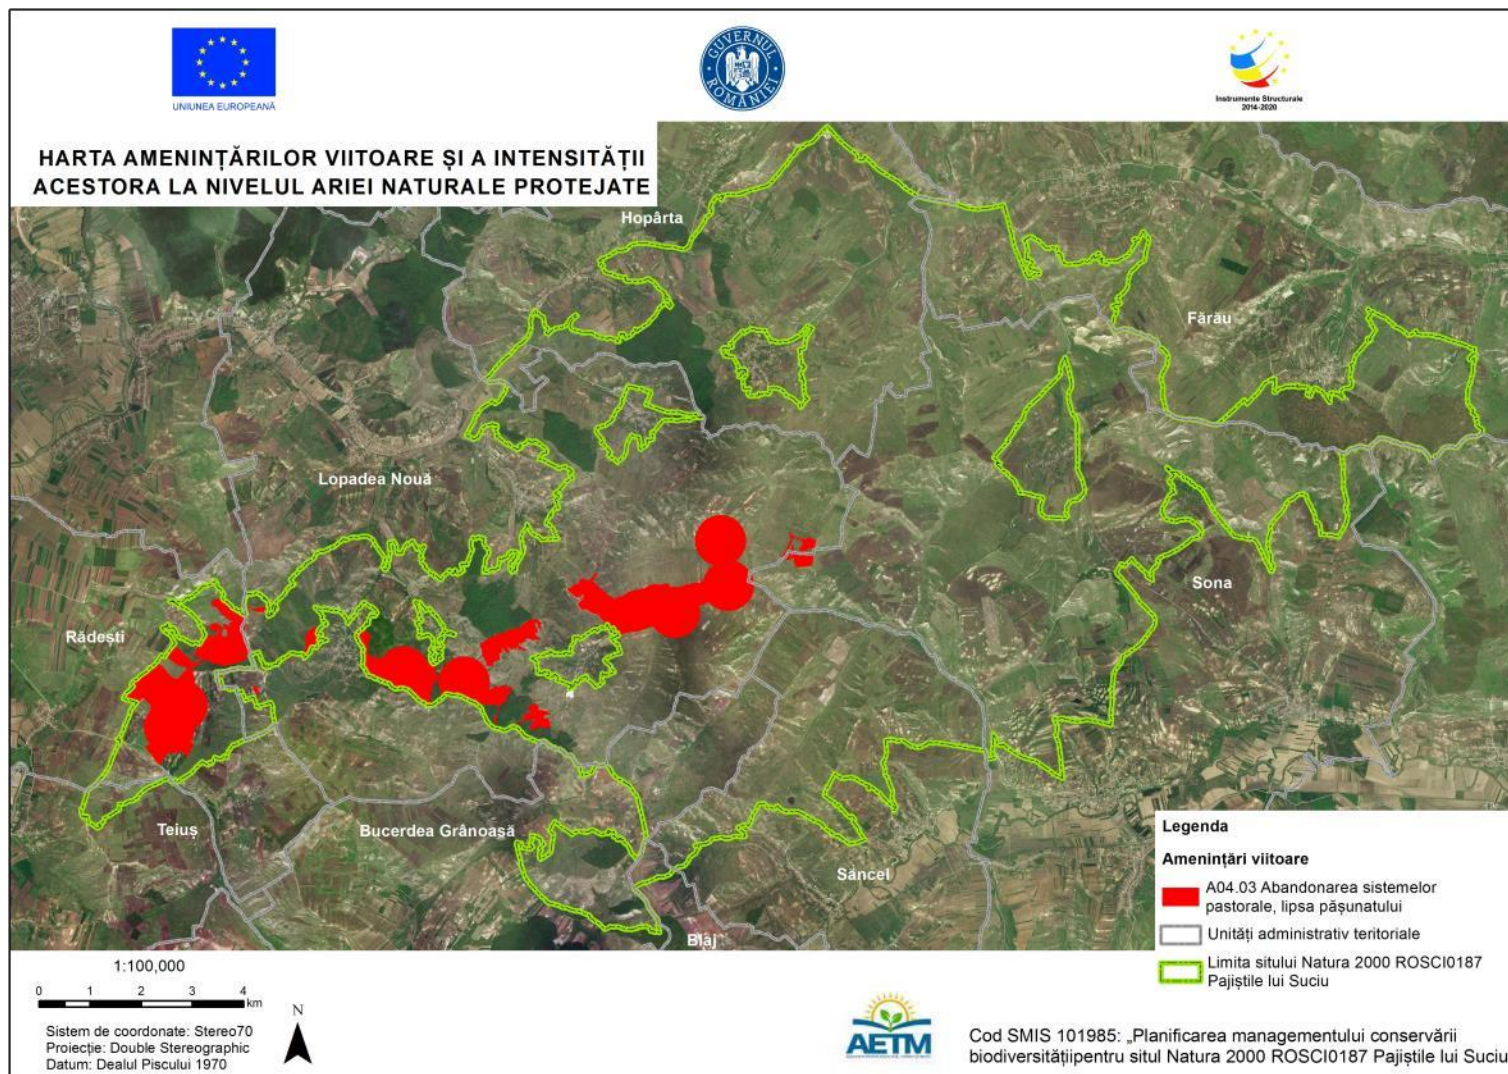 UNIUNEA EUROPEANĂ
GUVERNUL ROMÂNIEI
Instrumente Structurale
2014-2020
HARTA AMENINȚĂRILOR VIITOARE ȘI A INTENSITĂȚII
ACESTORA LA NIVELUL ARIEI NATURALE PROTEJATE
Hopârta
Fărău
Lopadea Nouă
Sona
Rădești
Teiuș
Bucerdea Grânoașă
Sâncel
Blaj
Legenda
Amenințări viitoare
A04.03 Abandonarea sistemelor
pastorale, lipsa pășunatului
Unități administrativ teritoriale
Limita sitului Natura 2000 ROSCI0187
Pajiștile lui Suciu
1:100,000
0 1 2 3 4
km
N
Sistem de coordonate: Stereo70
Proiecție: Double Stereographic
Datum: Dealul Piscului 1970
AETM
Cod SMIS 101985: „Planificarea managementului conservării
biodiversitățiipentru situl Natura 2000 ROSCI0187 Pajiștile lui Suciu